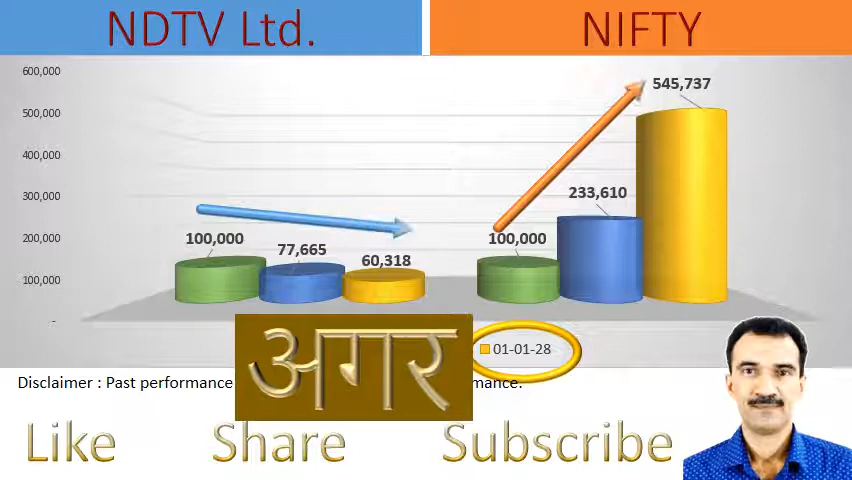 NDTV Ltd.
NIFTY
600,000
500,000
400,000
300,000
200,000
100,000
-
100,000
77,665
60,318
100,000
233,610
545,737
अगर
01-01-28
Disclaimer : Past performance
Like Share Subscribe